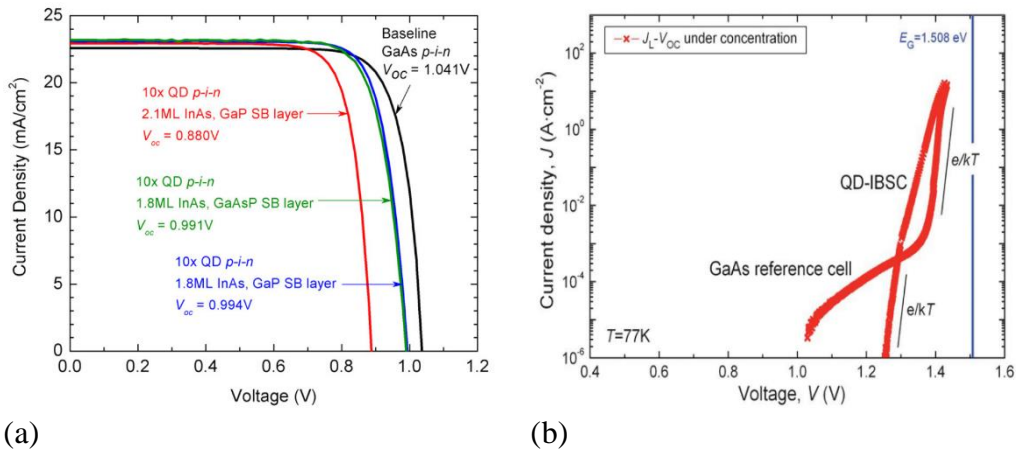 Baseline
GaAs p-i-n
Voc = 1.041V
10x QD p-i-n
2.1ML InAs, GaP SB layer
Voc = 0.880V
10x QD p-i-n
1.8ML InAs, GaAsP SB layer
Voc = 0.991V
10x QD p-i-n
1.8ML InAs, GaP SB layer
Voc = 0.994V
Current Density (mA/cm²)
25
20
15
10
5
0
0.0 0.2 0.4 0.6 0.8 1.0 1.2
Voltage (V)
(a)
JL-VOC under concentration
EG=1.508 eV
QD-IBSC
e/kT
GaAs reference cell
e/kT
T=77K
Current density, J (A·cm⁻²)
10²
10⁰
10⁻²
10⁻⁴
10⁻⁶
0.4 0.6 0.8 1.0 1.2 1.4 1.6
Voltage, V (V)
(b)